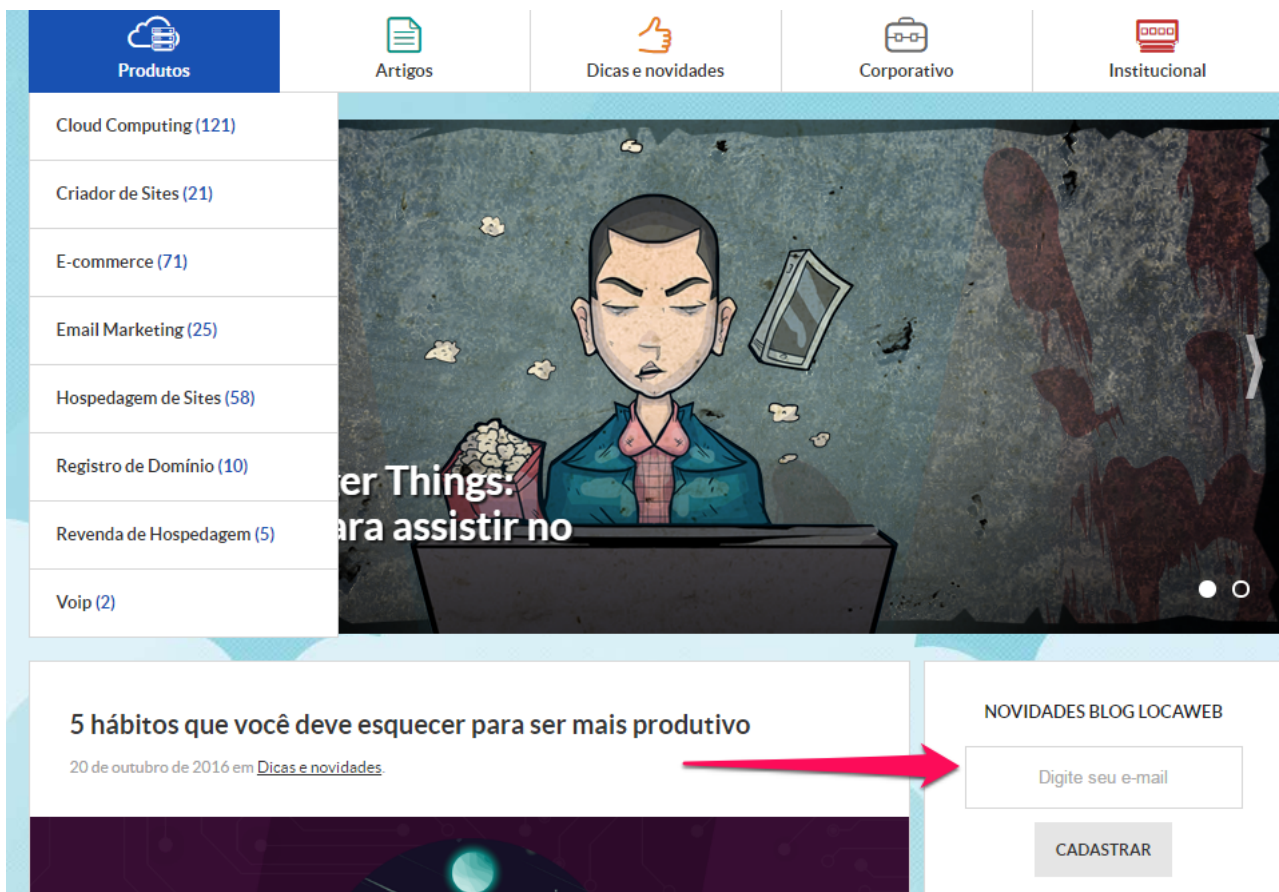 Produtos
Artigos
Dicas e novidades
Corporativo
Institucional
Cloud Computing (121)
Criador de Sites (21)
E-commerce (71)
Email Marketing (25)
Hospedagem de Sites (58)
Registro de Domínio (10)
Revenda de Hospedagem (5)
Voip (2)
er Things:
ara assistir no
5 hábitos que você deve esquecer para ser mais produtivo
20 de outubro de 2016 em Dicas e novidades.
NOVIDADES BLOG LOCAWEB
Digite seu e-mail
CADASTRAR